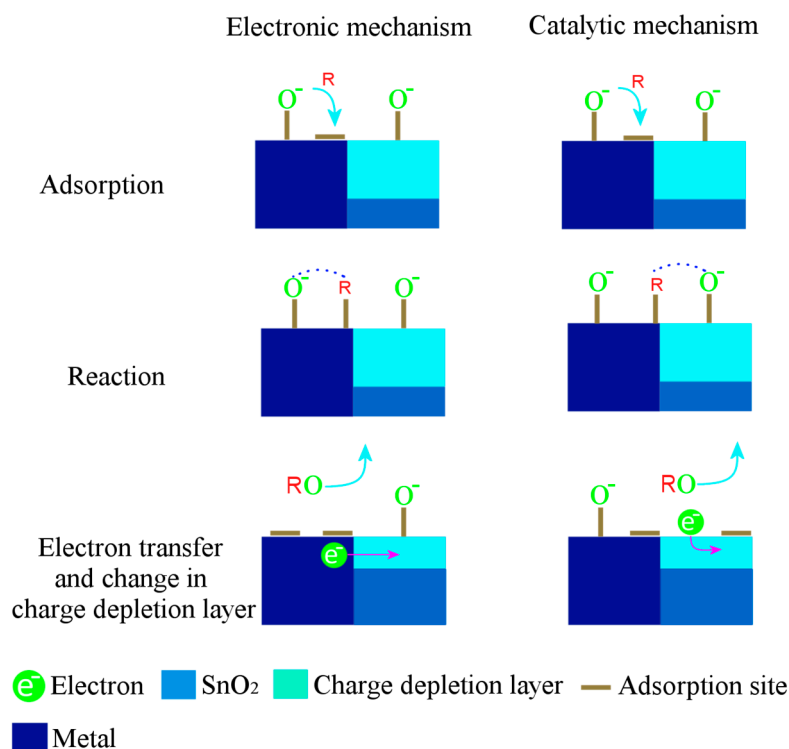 Electronic mechanism
Catalytic mechanism
R
O⁻
O⁻
R
O⁻
O⁻
Adsorption
O⁻
R
O⁻
O⁻
R
O⁻
Reaction
RO
O⁻
e⁻
O⁻
RO
e⁻
Electron transfer
and change in
charge depletion layer
e⁻ Electron
SnO₂
Charge depletion layer
Adsorption site
Metal